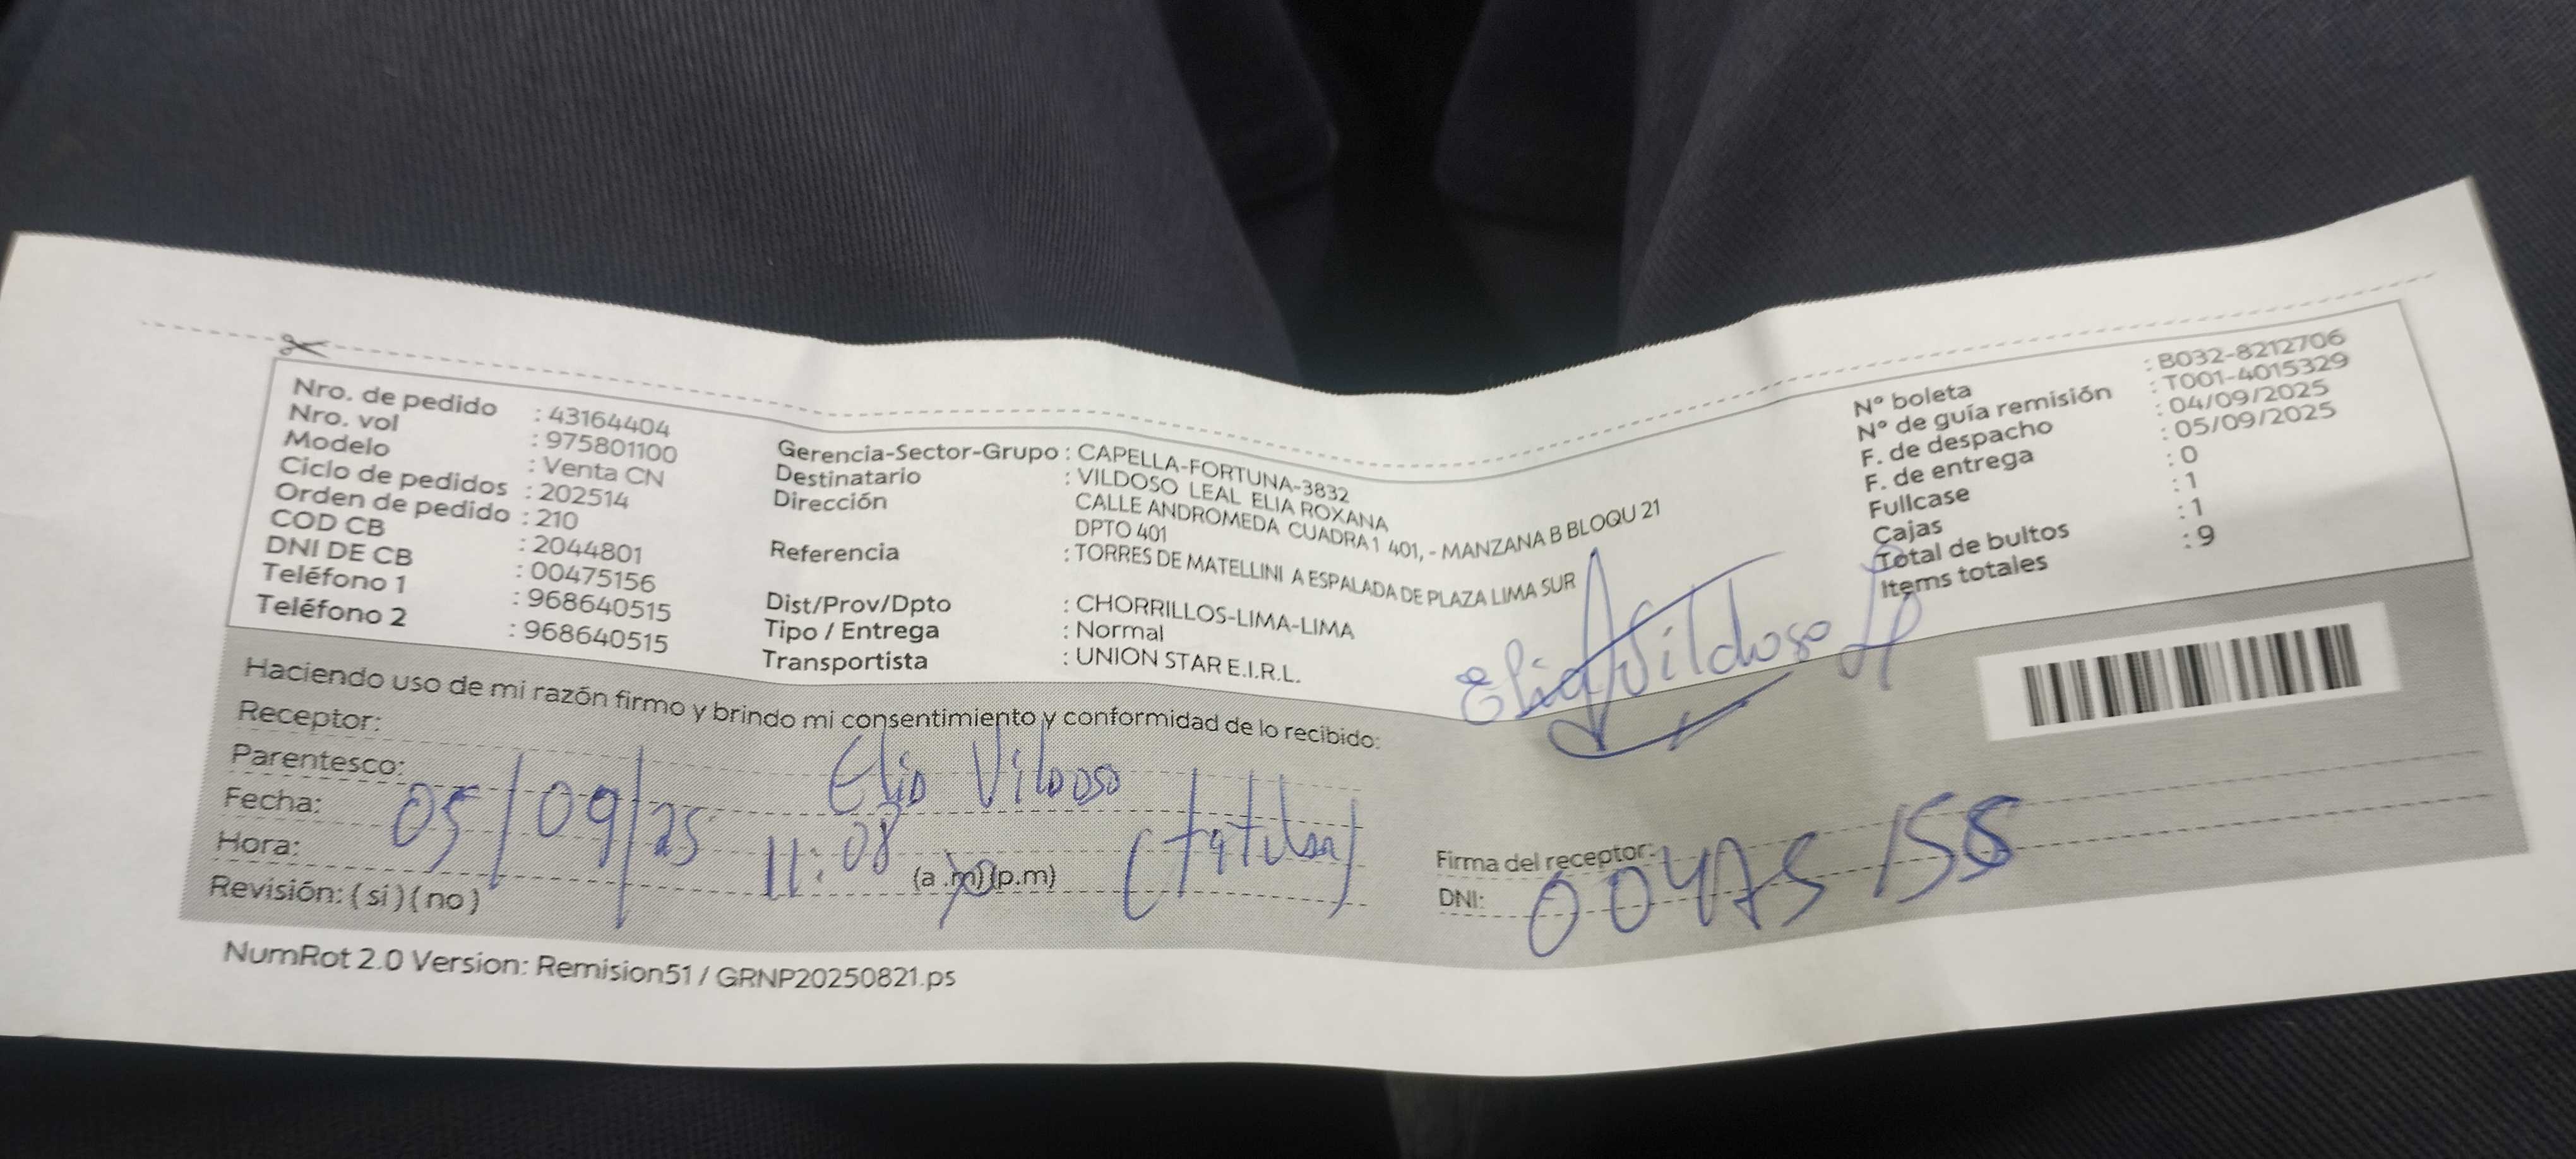 Nro. de pedido : 43164404
Nro. vol : 975801100
Modelo : Venta CN
Ciclo de pedidos : 202514
Orden de pedido : 210
COD CB : 2044801
DNI DE CB : 00475156
Teléfono 1 : 968640515
Teléfono 2 : 968640515
Gerencia-Sector-Grupo : CAPELLA-FORTUNA-3832
Destinatario : VILDOSO LEAL ELIA ROXANA
Dirección CALLE ANDROMEDA CUADRA 1 401, - MANZANA B BLOQU 21
DPTO 401
Referencia : TORRES DE MATELLINI A ESPALADA DE PLAZA LIMA SUR
Dist/Prov/Dpto : CHORRILLOS-LIMA-LIMA
Tipo / Entrega : Normal
Transportista : UNION STAR E.I.R.L.
N° boleta : B032-8212706
N° de guía remisión : T001-4015329
F. de despacho : 04/09/2025
F. de entrega : 05/09/2025
Fullcase : 0
Cajas : 1
Total de bultos : 1
Items totales : 9
Haciendo uso de mi razón firmo y brindo mi consentimiento y conformidad de lo recibido:
Receptor: Elia Vildoso
Parentesco:
Fecha: 05/09/25
Hora: 11:08 (a.m)(p.m) (titular)
Revisión: (si)(no)
Elia Vildoso L
Firma del receptor:
DNI: 00475156
NumRot 2.0 Version: Remision51 / GRNP20250821.ps